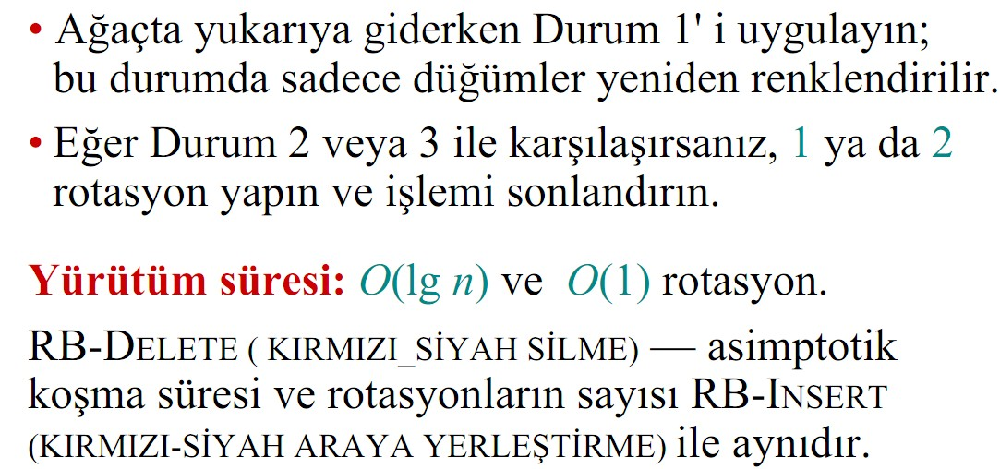 • Ağaçta yukarıya giderken Durum 1' i uygulayın;
bu durumda sadece düğümler yeniden renklendirilir.
• Eğer Durum 2 veya 3 ile karşılaşırsanız, 1 ya da 2
rotasyon yapın ve işlemi sonlandırın.
Yürütüm süresi: O(lg n) ve O(1) rotasyon.
RB-DELETE ( KIRMIZI_SİYAH SİLME) — asimptotik
koşma süresi ve rotasyonların sayısı RB-INSERT
(KIRMIZI-SİYAH ARAYA YERLEŞTİRME) ile aynıdır.